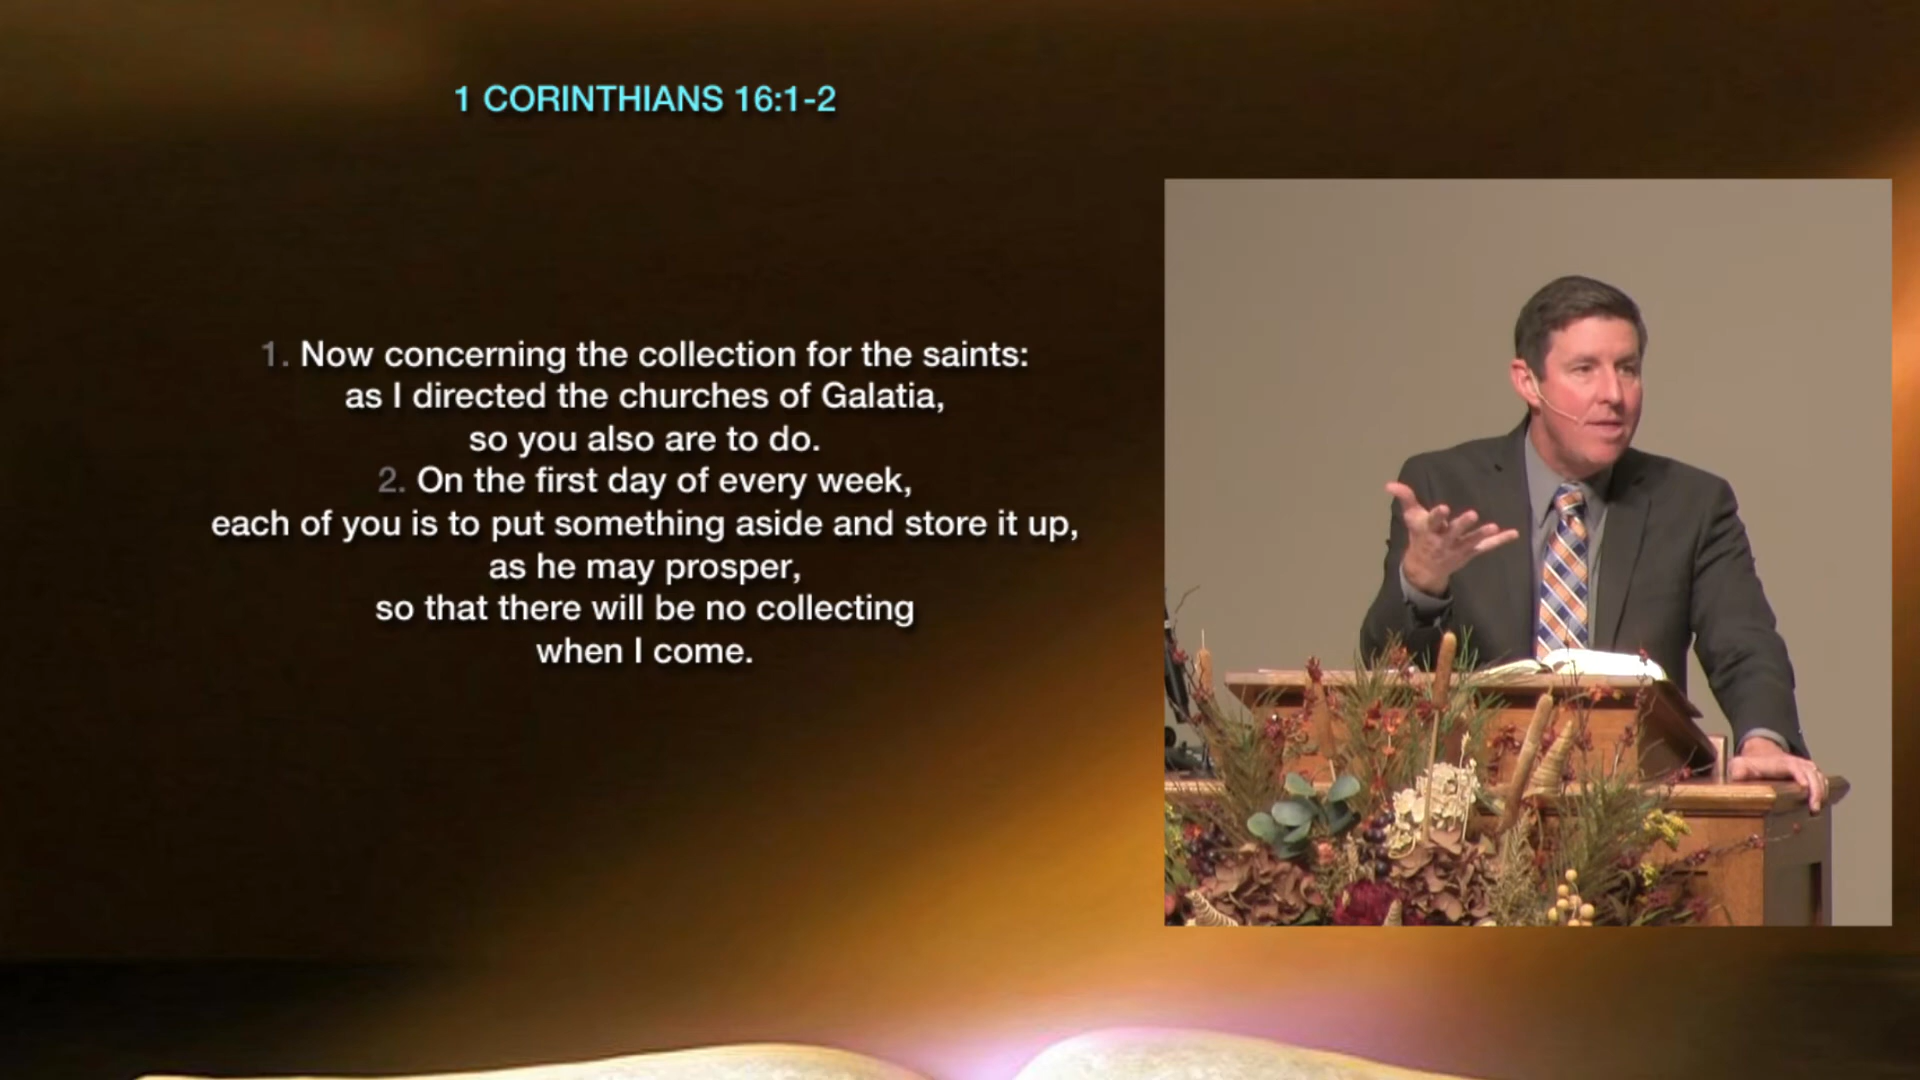 1 CORINTHIANS 16:1-2
1. Now concerning the collection for the saints:
as I directed the churches of Galatia,
so you also are to do.
2. On the first day of every week,
each of you is to put something aside and store it up,
as he may prosper,
so that there will be no collecting
when I come.